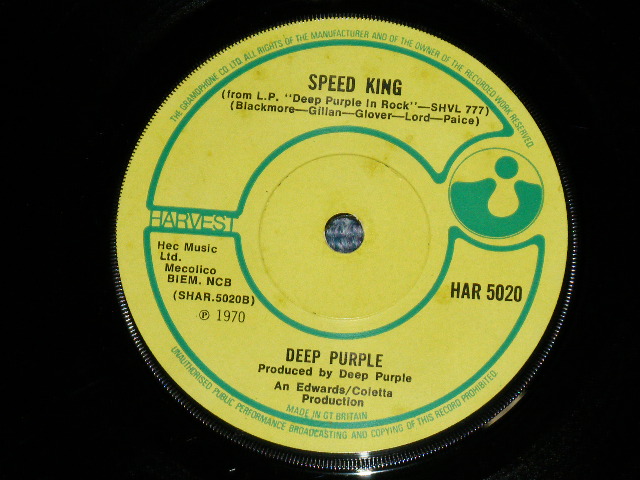 THE GRAMOPHONE CO LTD. ALL RIGHTS OF THE MANUFACTURER AND OF THE OWNER OF THE RECORDED WORK RESERVED
SPEED KING
(from L.P. "Deep Purple In Rock"—SHVL 777)
(Blackmore—Gillan—Glover—Lord—Paice)
HARVEST
Hec Music
Ltd.
Mecolico
BIEM. NCB
(SHAR.5020B)
℗ 1970
HAR 5020
DEEP PURPLE
Produced by Deep Purple
An Edwards/Coletta
Production
MADE IN GT BRITAIN
UNAUTHORISED PUBLIC PERFORMANCE BROADCASTING AND COPYING OF THIS RECORD PROHIBITED